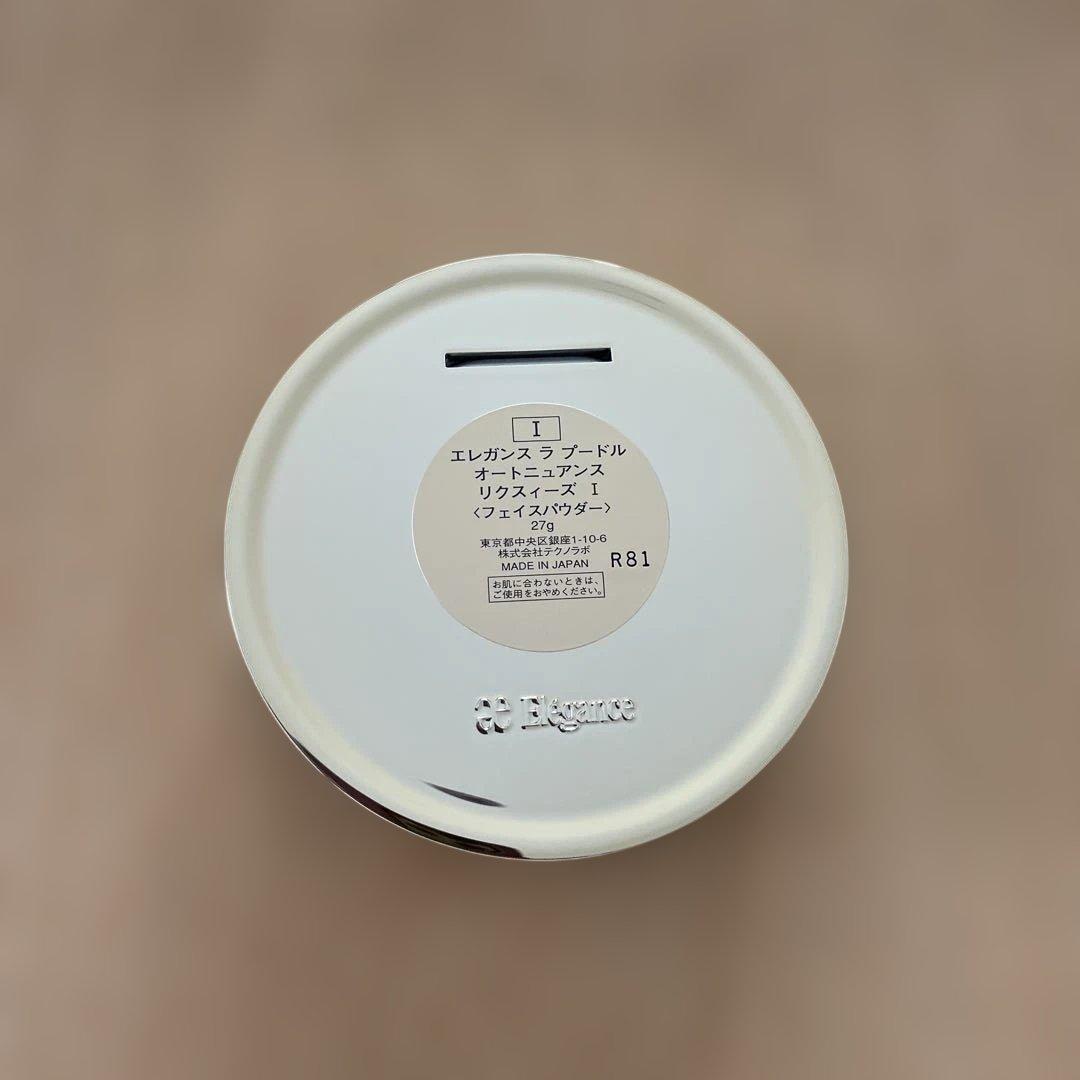 I
エレガンス ラ プードル
オートニュアンス
リクスィーズ I
〈フェイスパウダー〉
27g
東京都中央区銀座1-10-6
株式会社テクノラボ
MADE IN JAPAN R81
お肌に合わないときは、
ご使用をおやめください。
Elégance